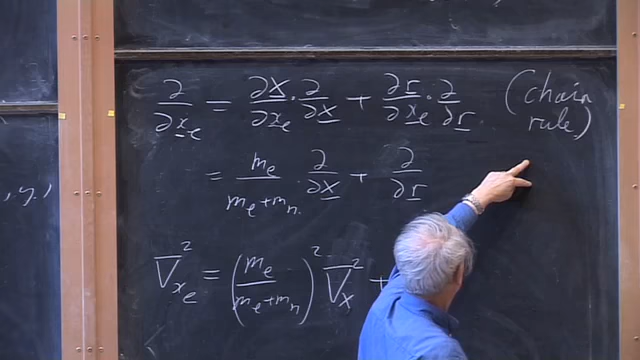 , y. ,
∂/∂x_e = ∂X/∂x_e · ∂/∂X + ∂r/∂x_e · ∂/∂r (chain rule)
= m_e/(m_e+m_n) ∂/∂X + ∂/∂r
∇²_{x_e} = (m_e/(m_e+m_n))² ∇²_X +